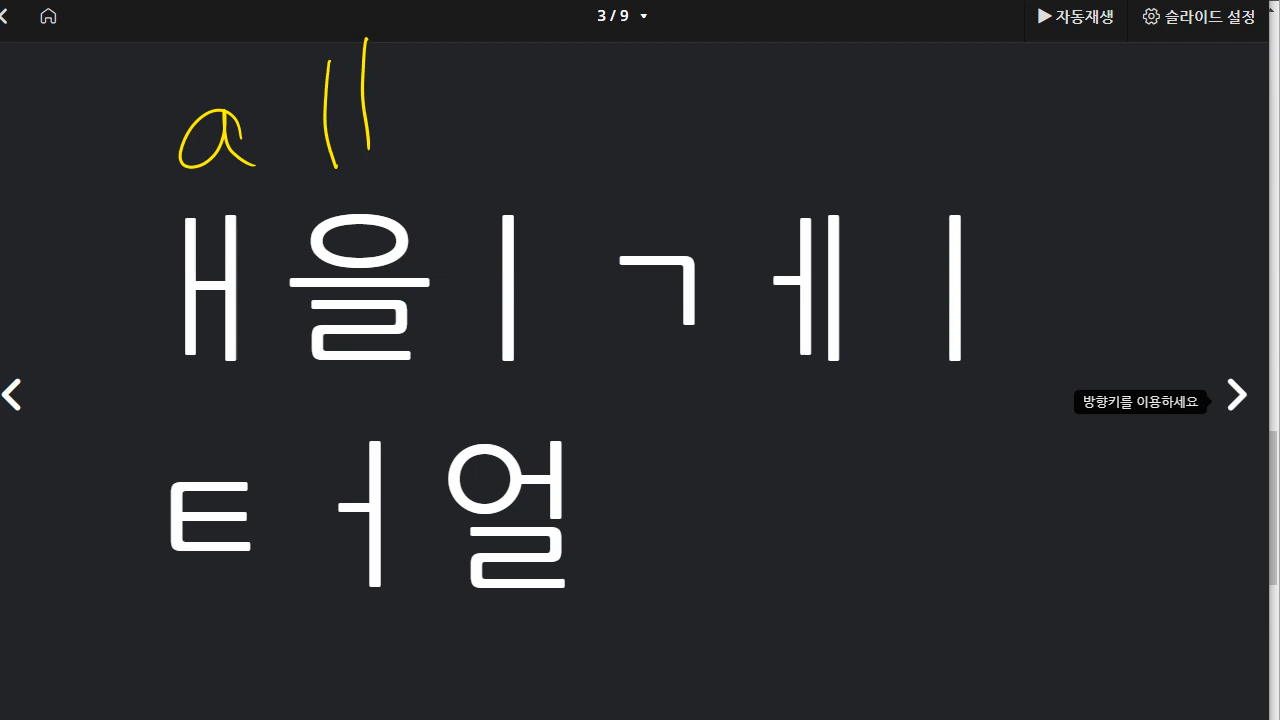 3 / 9 ▼ ▶ 자동재생 슬라이드 설정
a ll
ㅐ 을 ㅣ ㄱ ㅔ ㅣ
방향키를 이용하세요
ㅌ ㅓ 얼